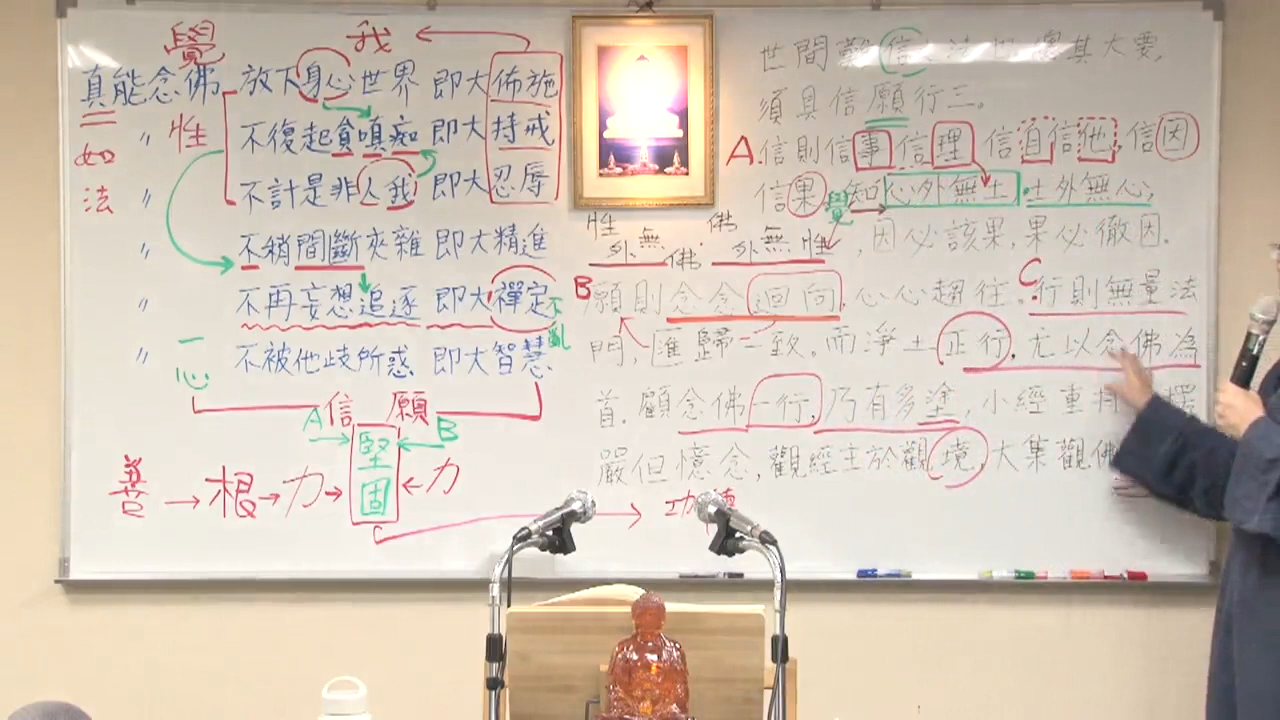 覺
我
真能念佛 放下身心世界 即大佈施
二 〃 性 不復起貪嗔痴 即大持戒
如
法 〃 不計是非人我 即大忍辱
〃 不稍間斷夾雜 即大精進
〃 不再妄想追逐 即大禪定 不亂
一心 〃 不被他歧所惑 即大智慧
A 信 願 B
善→根→力→ 堅固 ←力
功德
世間難信 法 其大要,
須具信願行三。
A.信則信事信理 信自信他,信因
信果,覺知心外無土,土外無心,
性外無佛 佛外無性
因必該果,果必徹因.
B 願則念念迴向,心心趨往。C.行則無量法
門,匯歸一致。而淨土正行,尤以念佛為
首.顧念佛一行,乃有多塗,小經重持
嚴但憶念,觀經主於觀境,大集觀佛